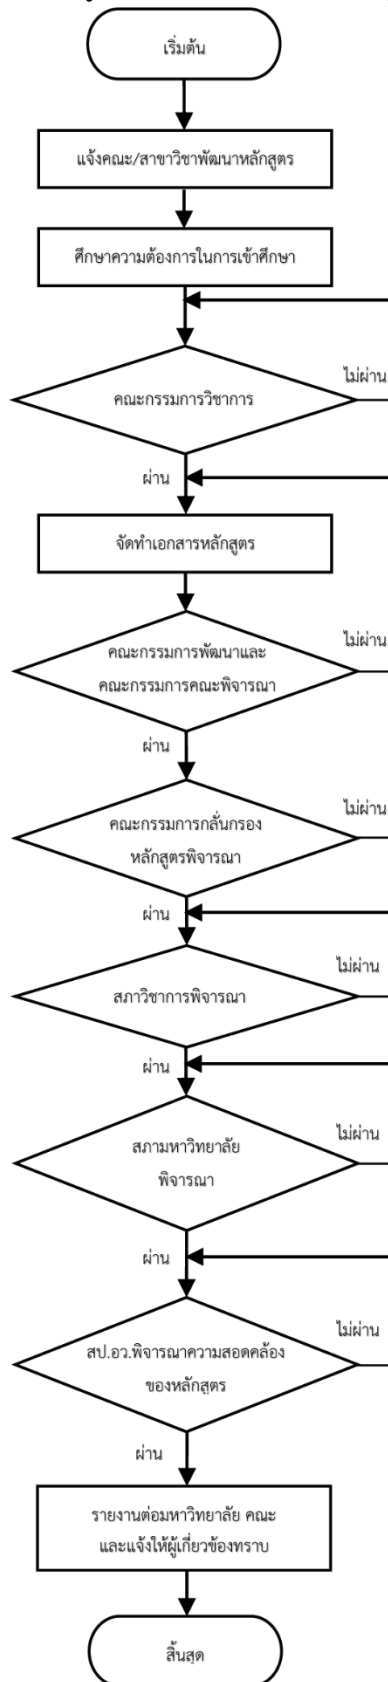 เริ่มต้น
แจ้งคณะ/สาขาวิชาพัฒนาหลักสูตร
ศึกษาความต้องการในการเข้าศึกษา
ไม่ผ่าน
คณะกรรมการวิชาการ
ผ่าน
จัดทำเอกสารหลักสูตร
ไม่ผ่าน
คณะกรรมการพัฒนาและ
คณะกรรมการคณะพิจารณา
ผ่าน
ไม่ผ่าน
คณะกรรมการกลั่นกรอง
หลักสูตรพิจารณา
ผ่าน
ไม่ผ่าน
สภาวิชาการพิจารณา
ผ่าน
ไม่ผ่าน
สภามหาวิทยาลัย
พิจารณา
ผ่าน
ไม่ผ่าน
สป.อว.พิจารณาความสอดคล้อง
ของหลักสูตร
ผ่าน
รายงานต่อมหาวิทยาลัย คณะ
และแจ้งให้ผู้เกี่ยวข้องทราบ
สิ้นสุด